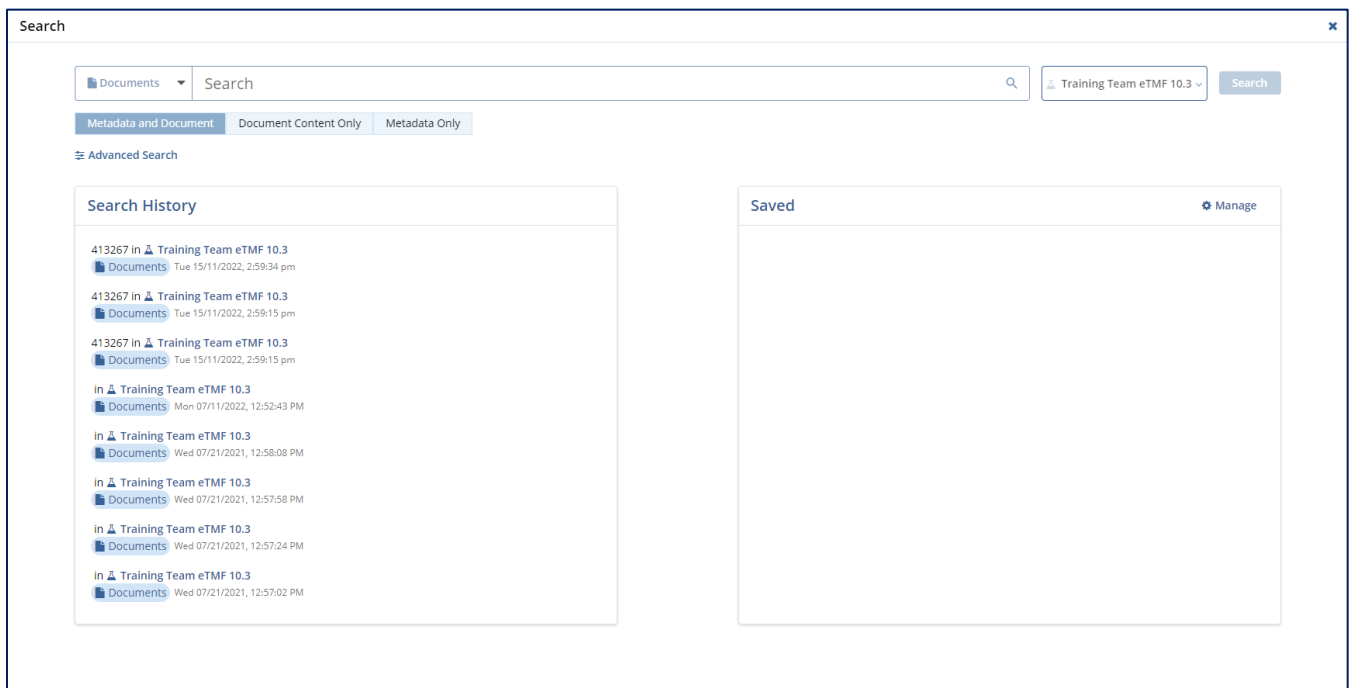 Search
Documents Search Training Team eTMF 10.3 Search
Metadata and Document Document Content Only Metadata Only
Advanced Search
Search History
413267 in Training Team eTMF 10.3
Documents Tue 15/11/2022, 2:59:34 pm
413267 in Training Team eTMF 10.3
Documents Tue 15/11/2022, 2:59:15 pm
413267 in Training Team eTMF 10.3
Documents Tue 15/11/2022, 2:59:15 pm
in Training Team eTMF 10.3
Documents Mon 07/11/2022, 12:52:43 PM
in Training Team eTMF 10.3
Documents Wed 07/21/2021, 12:58:08 PM
in Training Team eTMF 10.3
Documents Wed 07/21/2021, 12:57:58 PM
in Training Team eTMF 10.3
Documents Wed 07/21/2021, 12:57:24 PM
in Training Team eTMF 10.3
Documents Wed 07/21/2021, 12:57:02 PM
Saved Manage